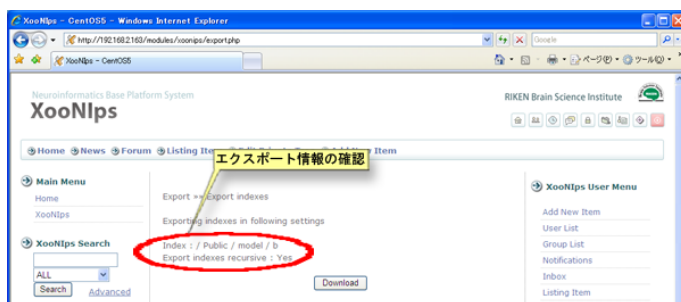 XooNIps - CentOS5 - Windows Internet Explorer
http://192.168.2.163/modules/xoonips/export.php
Google
XooNIps - CentOS5
ページ(P)
ツール(O)
Neuroinformatics Base Platform System
XooNIps
RIKEN Brain Science Institute
Home News Forum Listing Item
New Item
エクスポート情報の確認
Main Menu
Home
XooNIps
XooNIps Search
ALL
Search Advanced
Export »» Export indexes
Exporting indexes in following settings
Index : / Public / model / b
Export indexes recursive : Yes
Download
XooNIps User Menu
Add New Item
User List
Group List
Notifications
Inbox
Listing Item